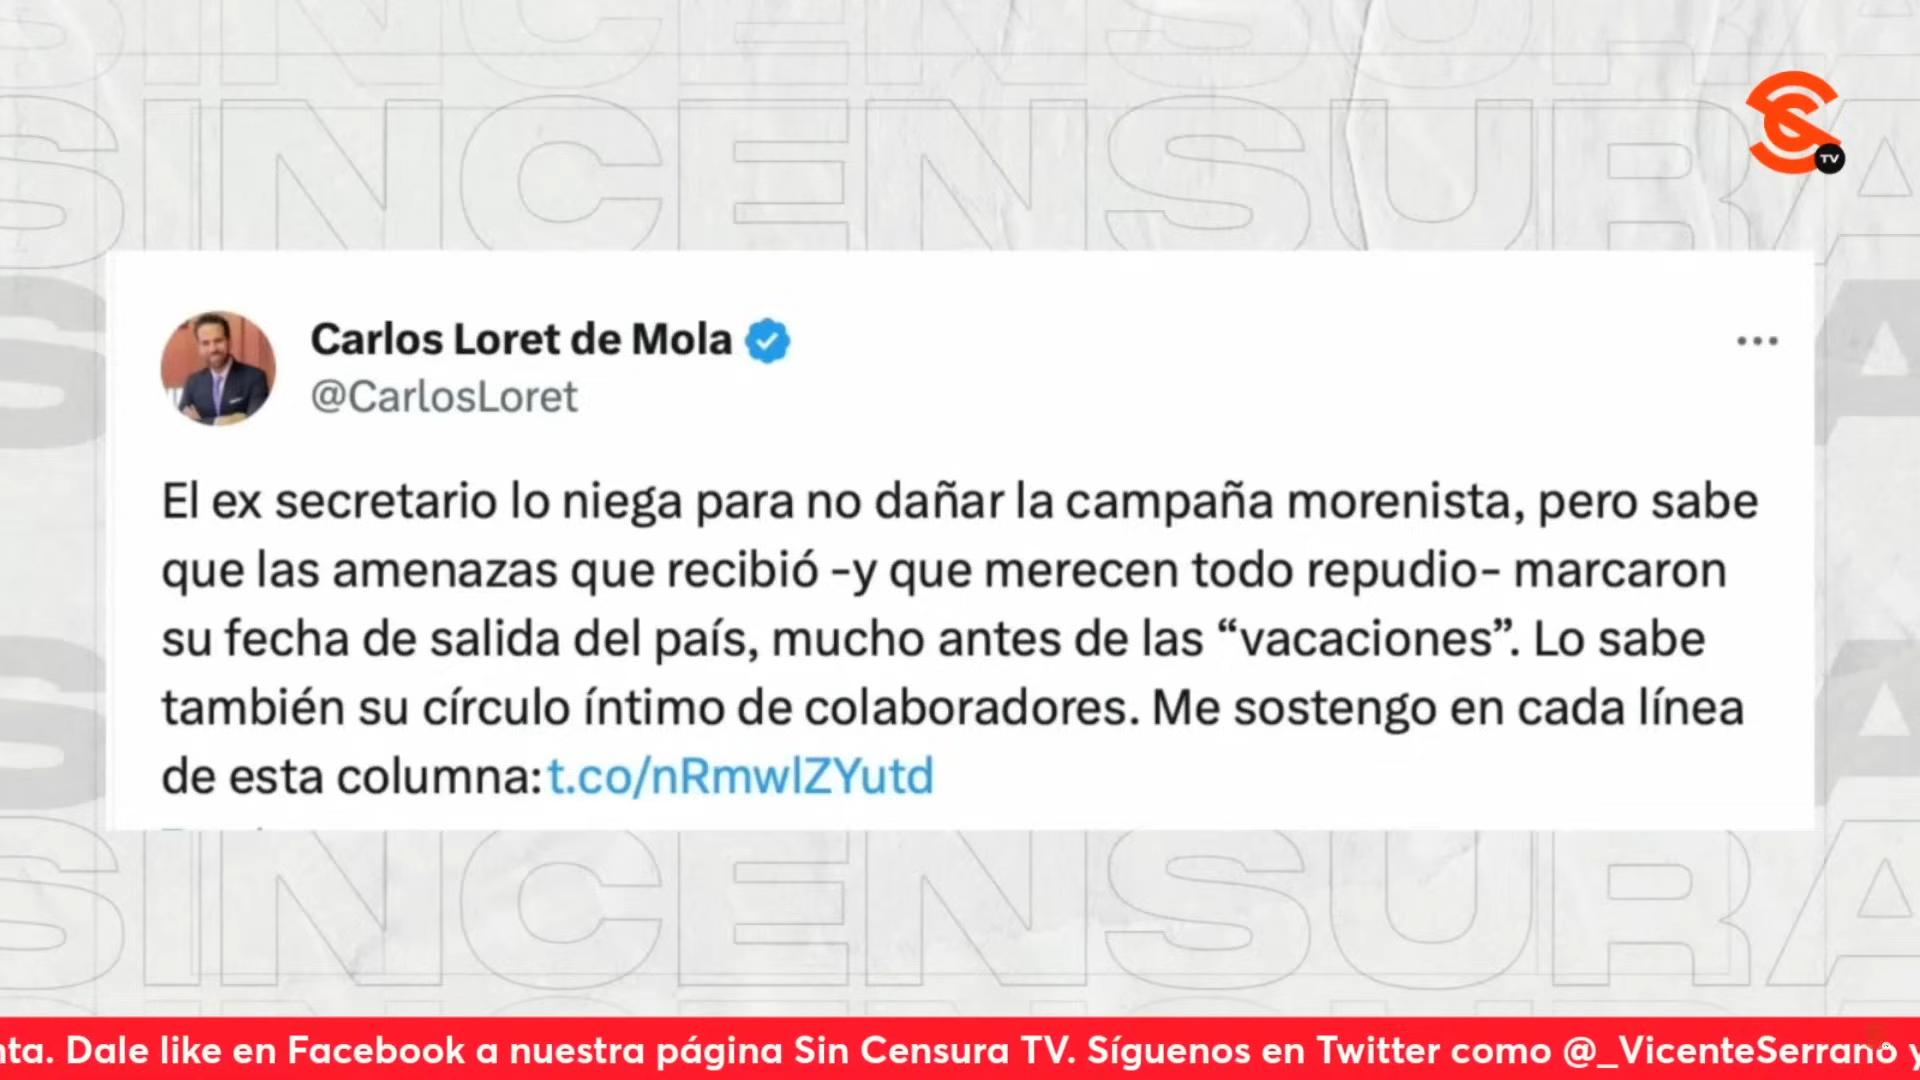 SINCENSURA
SINCENSURA
TV
Carlos Loret de Mola
@CarlosLoret
El ex secretario lo niega para no dañar la campaña morenista, pero sabe
que las amenazas que recibió -y que merecen todo repudio- marcaron
su fecha de salida del país, mucho antes de las “vacaciones”. Lo sabe
también su círculo íntimo de colaboradores. Me sostengo en cada línea
de esta columna: t.co/nRmwlZYutd
SINCENSURA
nta. Dale like en Facebook a nuestra página Sin Censura TV. Síguenos en Twitter como @_VicenteSerrano y